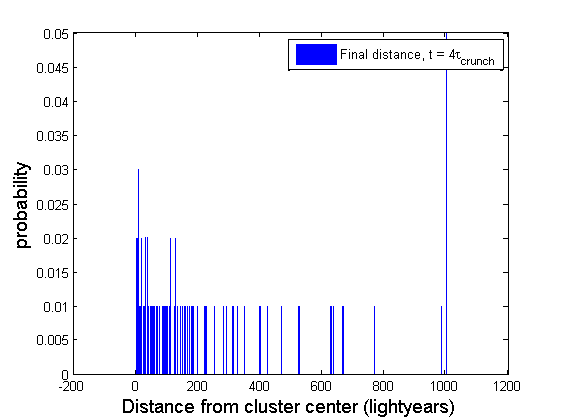 0.05
0.045
0.04
0.035
0.03
0.025
0.02
0.015
0.01
0.005
0
probability
Final distance, t = 4τcrunch
-200 0 200 400 600 800 1000 1200
Distance from cluster center (lightyears)